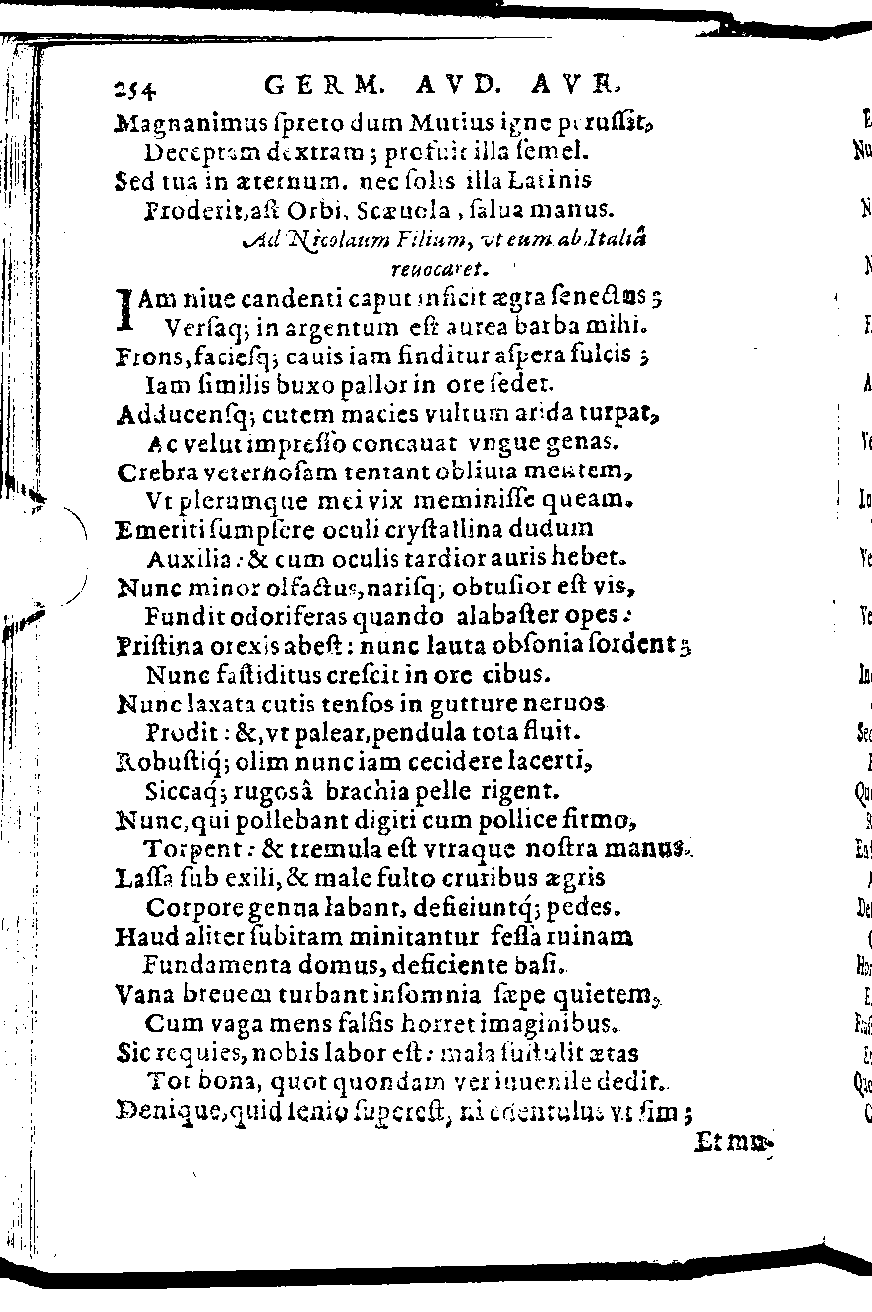 254 GERM. AVD. AVR.
Magnanimus ſpreto dum Mutius igne peruſſit,
Deceptam dextram; profuit illa ſemel.
Sed tua in æternum. nec ſolis illa Latinis
Proderit, aſt Orbi, Scæuola, ſalua manus.
Ad Nicolaum Filium, vt eum ab Italiâ
reuocaret.
IAm niue candenti caput inficit ægra ſenectus;
Verſaq; in argentum eſt aurea barba mihi.
Frons, facieſq; cauis iam finditur aſpera ſulcis;
Iam ſimilis buxo pallor in ore ſedet.
Adducenſq; cutem macies vultum arida turpat,
Ac velut impreſſo concauat vngue genas.
Crebra veternoſam tentant obliuia mentem,
Vt plerumque mei vix meminiſſe queam.
Emeriti ſumpſere oculi cryſtallina dudum
Auxilia: & cum oculis tardior auris hebet.
Nunc minor olfactus, nariſq; obtuſior eſt vis,
Fundit odoriferas quando alabaſter opes:
Priſtina orexis abeſt: nunc lauta obſonia ſordent;
Nunc faſtiditus creſcit in ore cibus.
Nunc laxata cutis tenſos in gutture neruos
Prodit: &, vt palear, pendula tota fluit.
Robuſtiq́; olim nunc iam cecidere lacerti,
Siccaq́; rugosâ brachia pelle rigent.
Nunc, qui pollebant digiti cum pollice firmo,
Torpent: & tremula eſt vtraque noſtra manus.
Laſſa ſub exili, & male fulto cruribus ægris
Corpore genua labant, deficiuntq́; pedes.
Haud aliter ſubitam minitantur feſſa ruinam
Fundamenta domus, deficiente baſi.
Vana breuem turbant inſomnia ſæpe quietem,
Cum vaga mens falſis horret imaginibus.
Sic requies, nobis labor eſt: mala ſuſtulit ætas
Tot bona, quot quondam ver iuuenile dedit.
Denique, quid ſenio ſupereſt, ni edentulus vt ſim;
Et mu-